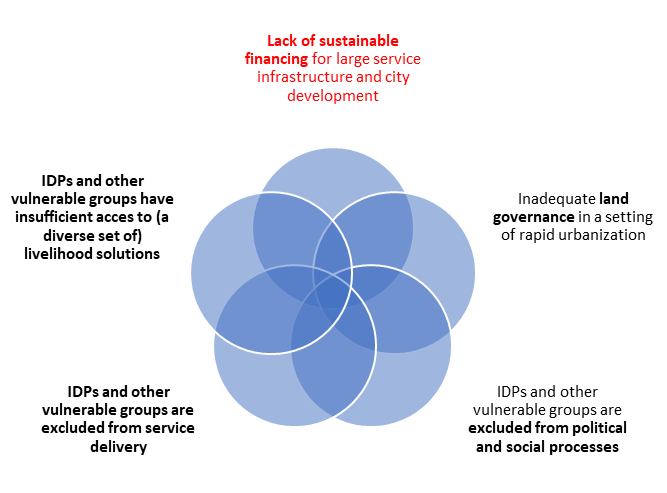 Lack of sustainable
financing for large service
infrastructure and city
development
IDPs and other
vulnerable groups have
insufficient acces to (a
diverse set of)
livelihood solutions
Inadequate land
governance in a setting
of rapid urbanization
IDPs and other
vulnerable groups are
excluded from service
delivery
IDPs and other
vulnerable groups are
excluded from political
and social processes